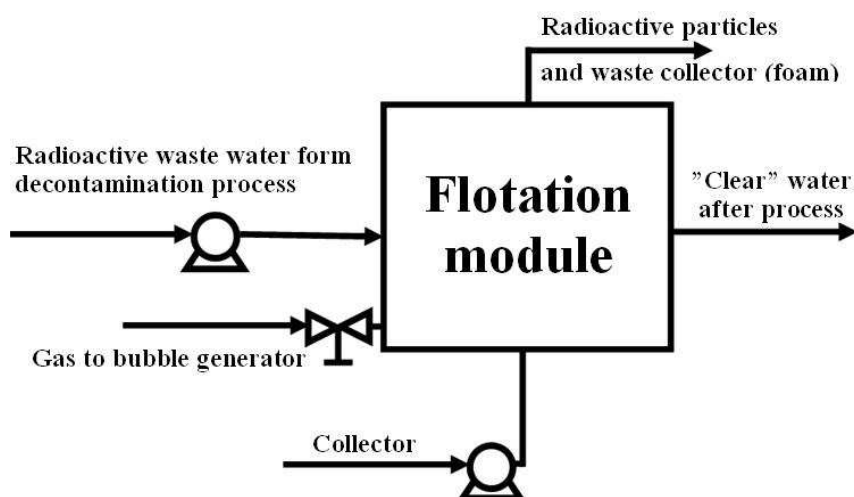 Radioactive particles
and waste collector (foam)
Radioactive waste water form
decontamination process
Flotation
module
"Clear" water
after process
Gas to bubble generator
Collector